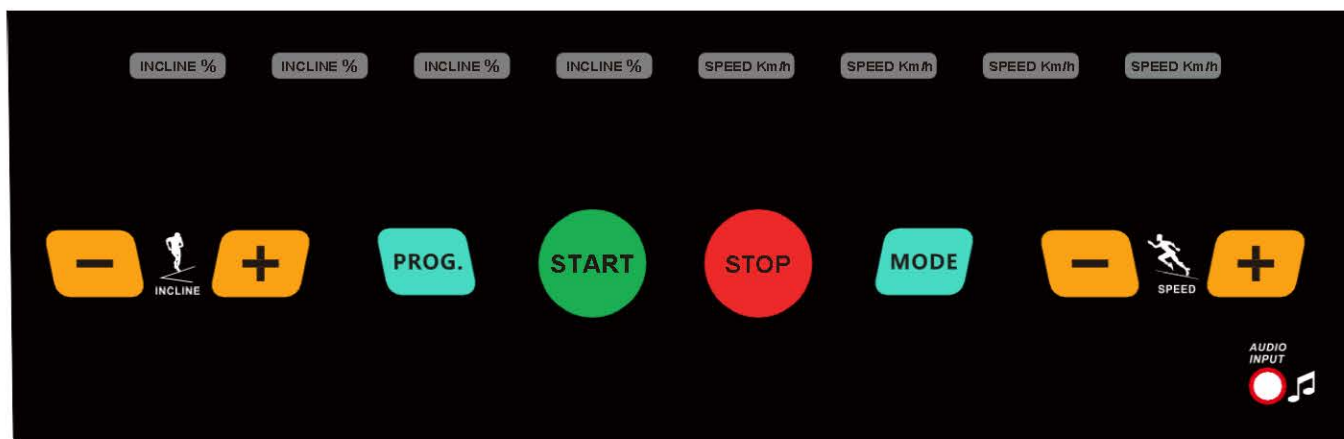 INCLINE % INCLINE % INCLINE % INCLINE % SPEED Km/h SPEED Km/h SPEED Km/h SPEED Km/h
− INCLINE + PROG. START STOP MODE − SPEED +
AUDIO
INPUT